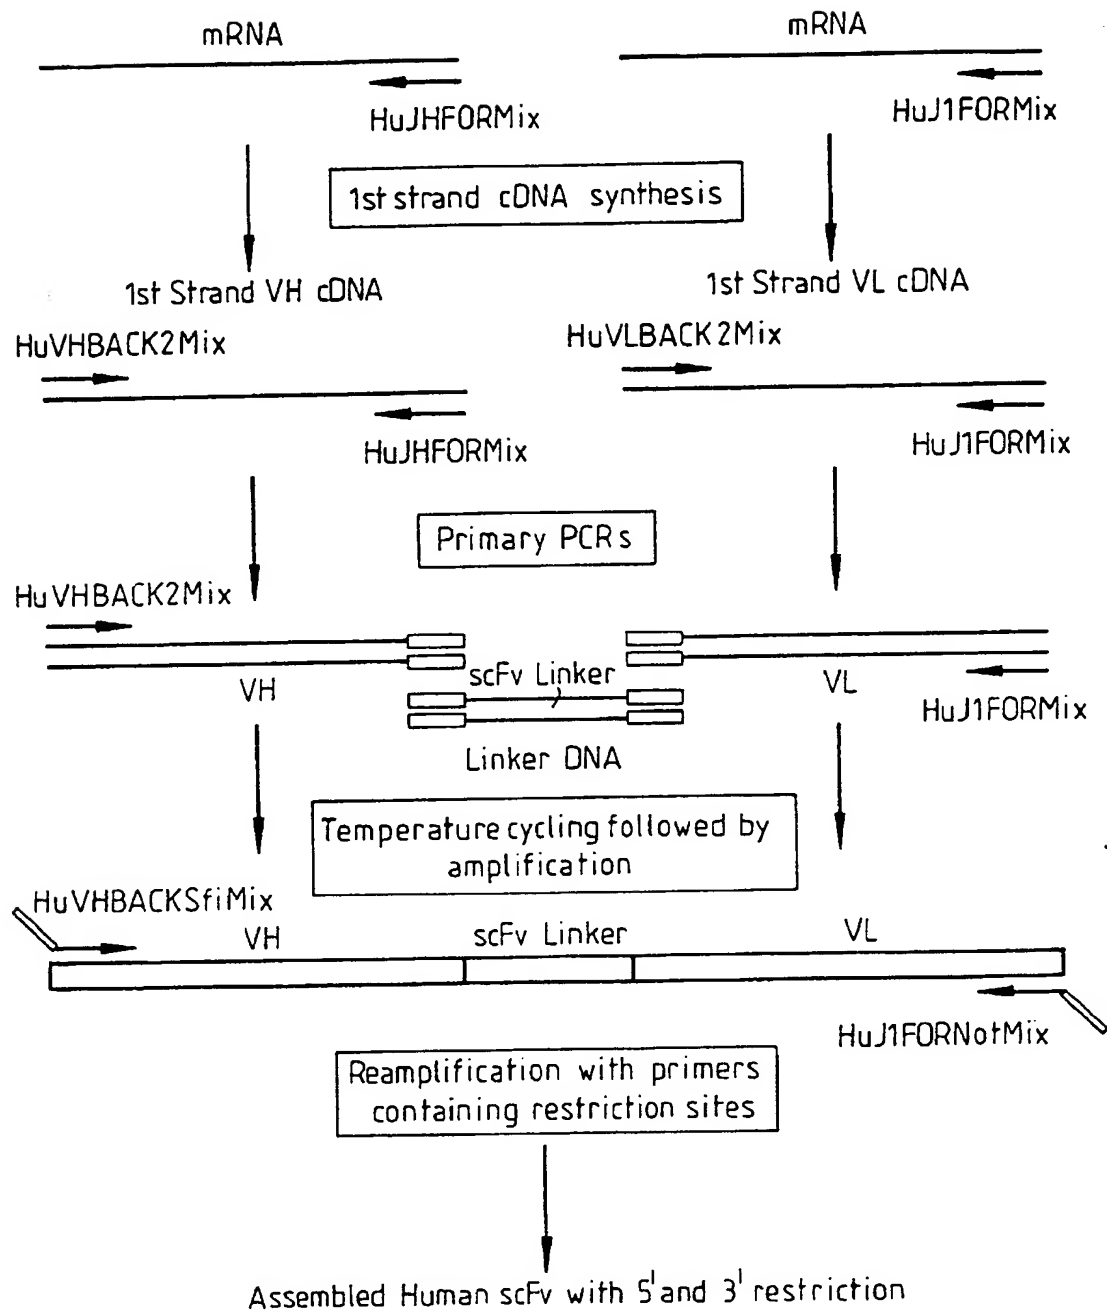 mRNA
mRNA
HuJHFORMix
HuJ1FORMix
1st strand cDNA synthesis
1st Strand VH cDNA
1st Strand VL cDNA
HuVHBACK2Mix
HuVLBACK2Mix
HuJHFORMix
HuJ1FORMix
Primary PCRs
HuVHBACK2Mix
scFv Linker
VH
VL
HuJ1FORMix
Linker DNA
Temperature cycling followed by
amplification
HuVHBACKSfiMix
VH
scFv Linker
VL
HuJ1FORNotMix
Reamplification with primers
containing restriction sites
Assembled Human scFv with 5' and 3' restriction